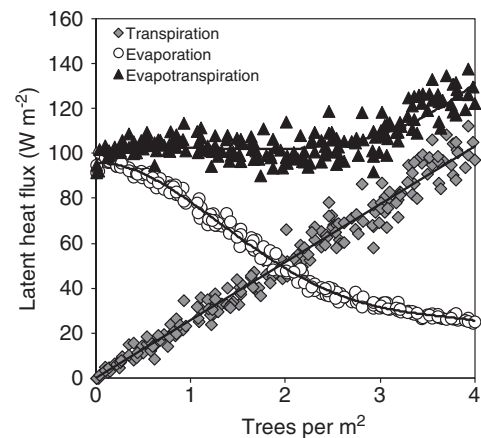 160
140
120
100
80
60
40
20
0
Latent heat flux (W m⁻²)
Transpiration
Evaporation
Evapotranspiration
0 1 2 3 4
Trees per m²